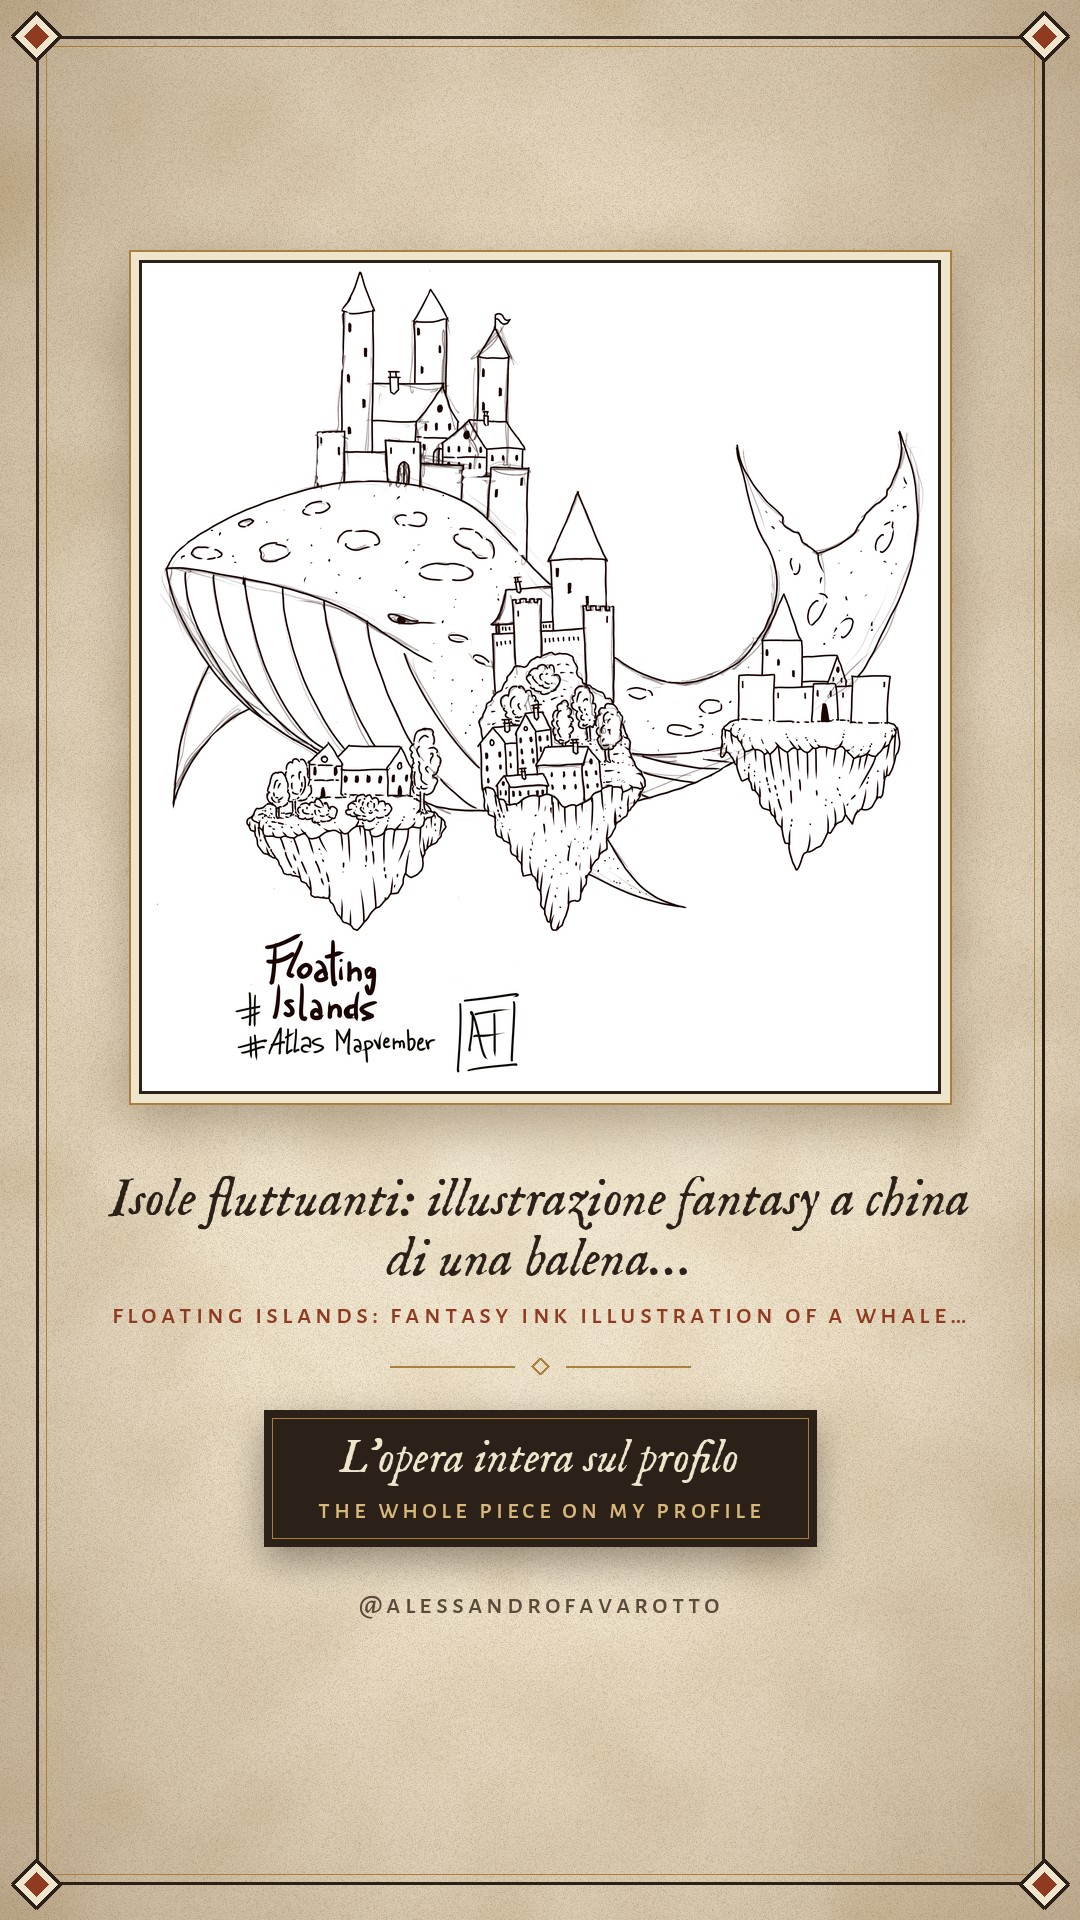 Floating
# Islands
#Atlas Mapvember
AF
Isole fluttuanti: illustrazione fantasy a china
di una balena...
FLOATING ISLANDS: FANTASY INK ILLUSTRATION OF A WHALE...
L'opera intera sul profilo
THE WHOLE PIECE ON MY PROFILE
@ALESSANDROFAVAROTTO